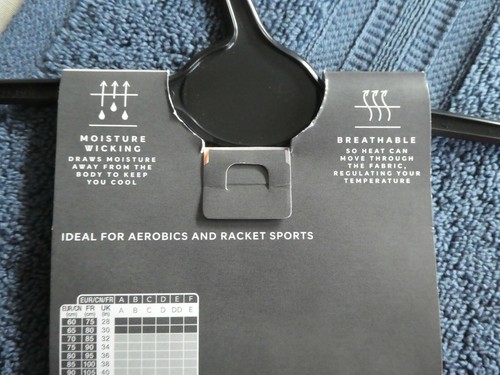 MOISTURE
WICKING
DRAWS MOISTURE
AWAY FROM THE
BODY TO KEEP
YOU COOL
BREATHABLE
SO HEAT CAN
MOVE THROUGH
THE FABRIC,
REGULATING YOUR
TEMPERATURE
IDEAL FOR AEROBICS AND RACKET SPORTS
EUR/CN/FR A B C D E F
EUR/CN FR UK A B C D DD E
(cm) (cm) (in)
60 75 28
65 80 30
70 85 32
75 90 34
80 95 36
85 100 38
90 105 40